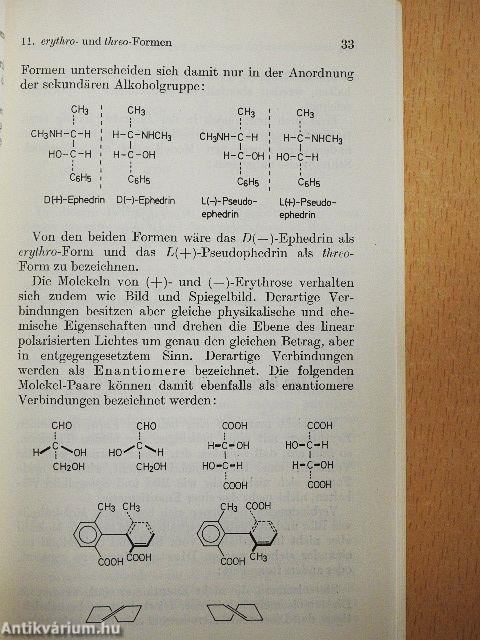 11. erythro- und threo-Formen 33
Formen unterscheiden sich damit nur in der Anordnung
der sekundären Alkoholgruppe:
CH₃ CH₃ CH₃ CH₃
CH₃NH–C–H H–C–NCH₃ CH₃NH–C–H H–C–NHCH₃
HO–C–H H–C–OH H–C–OH HO–C–H
C₆H₅ C₆H₅ C₆H₅ C₆H₅
D(+)-Ephedrin D(−)-Ephedrin L(−)-Pseudo- L(+)-Pseudo-
ephedrin ephedrin
Von den beiden Formen wäre das D(−)-Ephedrin als
erythro-Form und das L(+)-Pseudophedrin als threo-
Form zu bezeichnen.
Die Molekeln von (+)- und (−)-Erythrose verhalten
sich zudem wie Bild und Spiegelbild. Derartige Ver-
bindungen besitzen aber gleiche physikalische und che-
mische Eigenschaften und drehen die Ebene des linear
polarisierten Lichtes um genau den gleichen Betrag, aber
in entgegengesetztem Sinn. Derartige Verbindungen
werden als Enantiomere bezeichnet. Die folgenden
Molekel-Paare können damit ebenfalls als enantiomere
Verbindungen bezeichnet werden:
CHO CHO COOH COOH
H C OH HO C H H–C–OH HO–C–H
CH₂OH CH₂OH HO–C–H H–C–OH
COOH COOH
CH₃ CH₃ CH₃ COOH
COOH COOH COOH CH₃
Antikvárium.hu